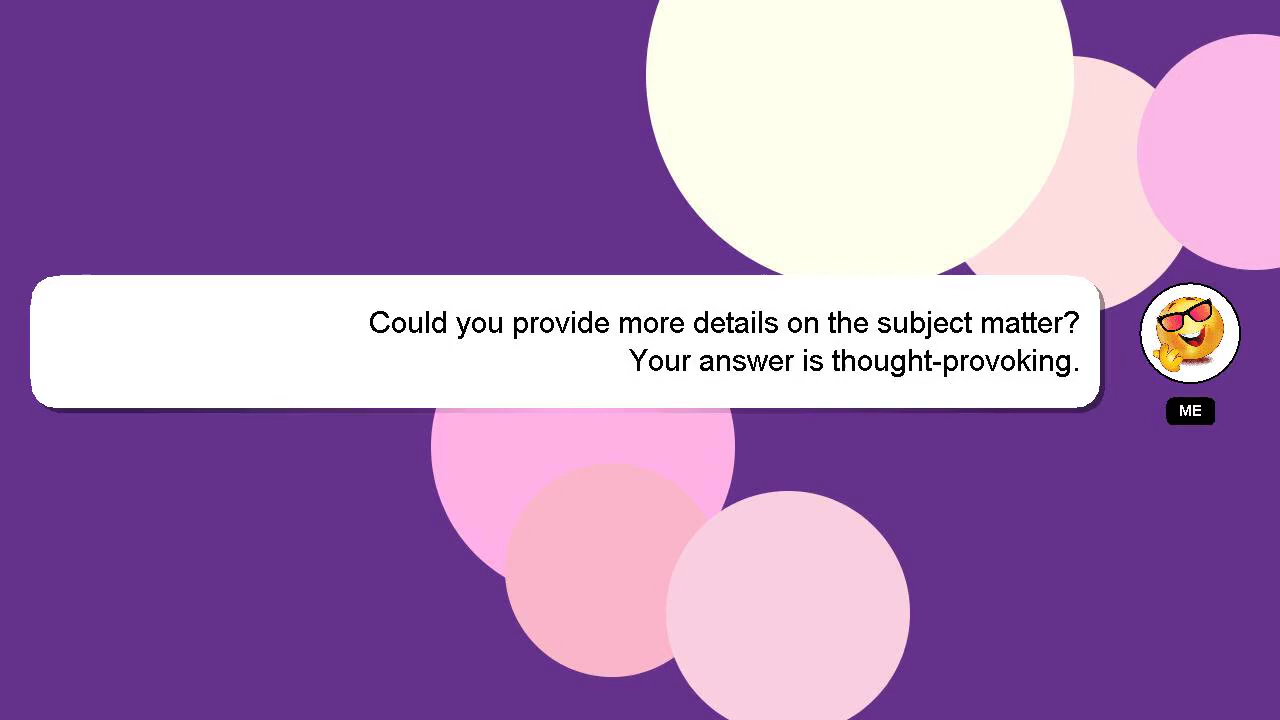 Could you provide more details on the subject matter?
Your answer is thought-provoking.
ME